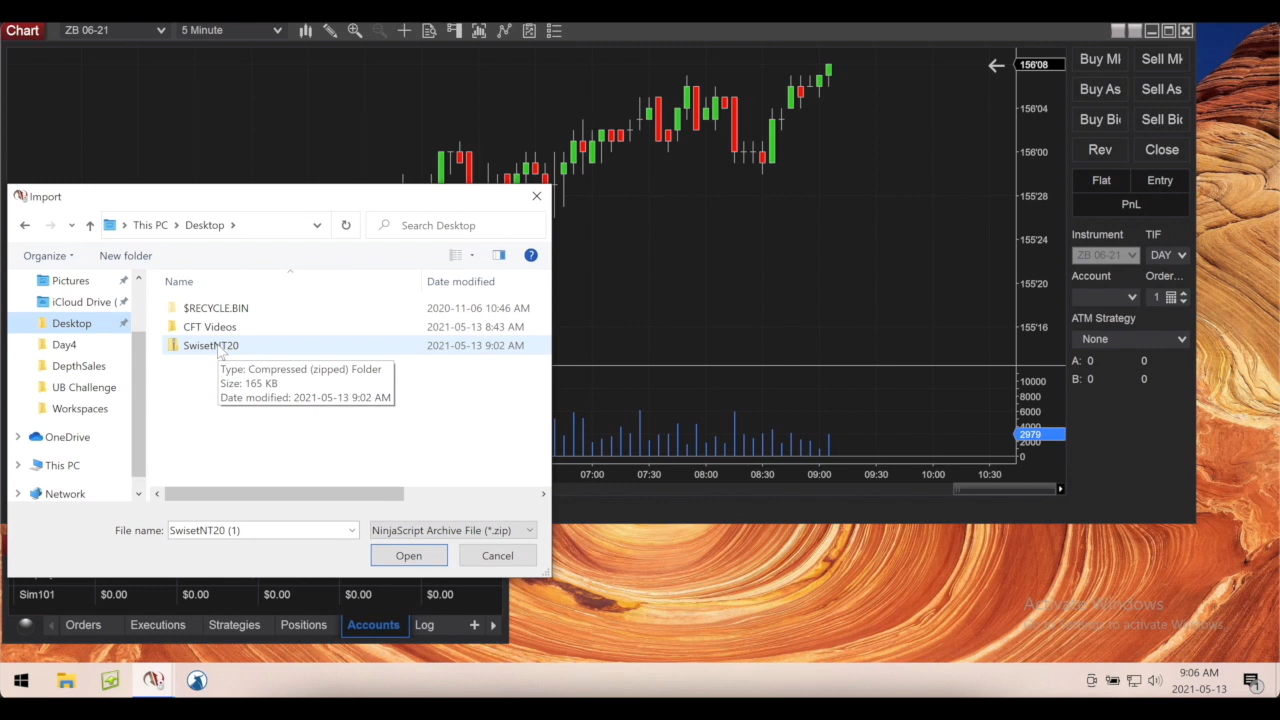 Chart ZB 06-21 5 Minute
156'08
156'04
156'00
155'28
155'24
155'20
155'16
10000
8000
6000
4000
2979
2000
0
07:00 07:30 08:00 08:30 09:00 09:30 10:00 10:30
Buy Mk Sell Mk
Buy As Sell As
Buy Bid Sell Bid
Rev Close
Flat Entry
PnL
Instrument TIF
ZB 06-21 DAY
Account Order...
1
ATM Strategy
None
A: 0 0
B: 0 0
Import
This PC > Desktop >
Search Desktop
Organize New folder
Name Date modified
Pictures
iCloud Drive (
Desktop
Day4
DepthSales
UB Challenge
Workspaces
OneDrive
This PC
Network
$RECYCLE.BIN 2020-11-06 10:46 AM
CFT Videos 2021-05-13 8:43 AM
SwisetNT20 2021-05-13 9:02 AM
Type: Compressed (zipped) Folder
Size: 165 KB
Date modified: 2021-05-13 9:02 AM
File name: SwisetNT20 (1) NinjaScript Archive File (*.zip)
Open Cancel
Sim101 $0.00 $0.00 $0.00 $0.00 $0.00
Orders Executions Strategies Positions Accounts Log
Activate Windows
Go to Settings to activate Windows.
9:06 AM
2021-05-13
1